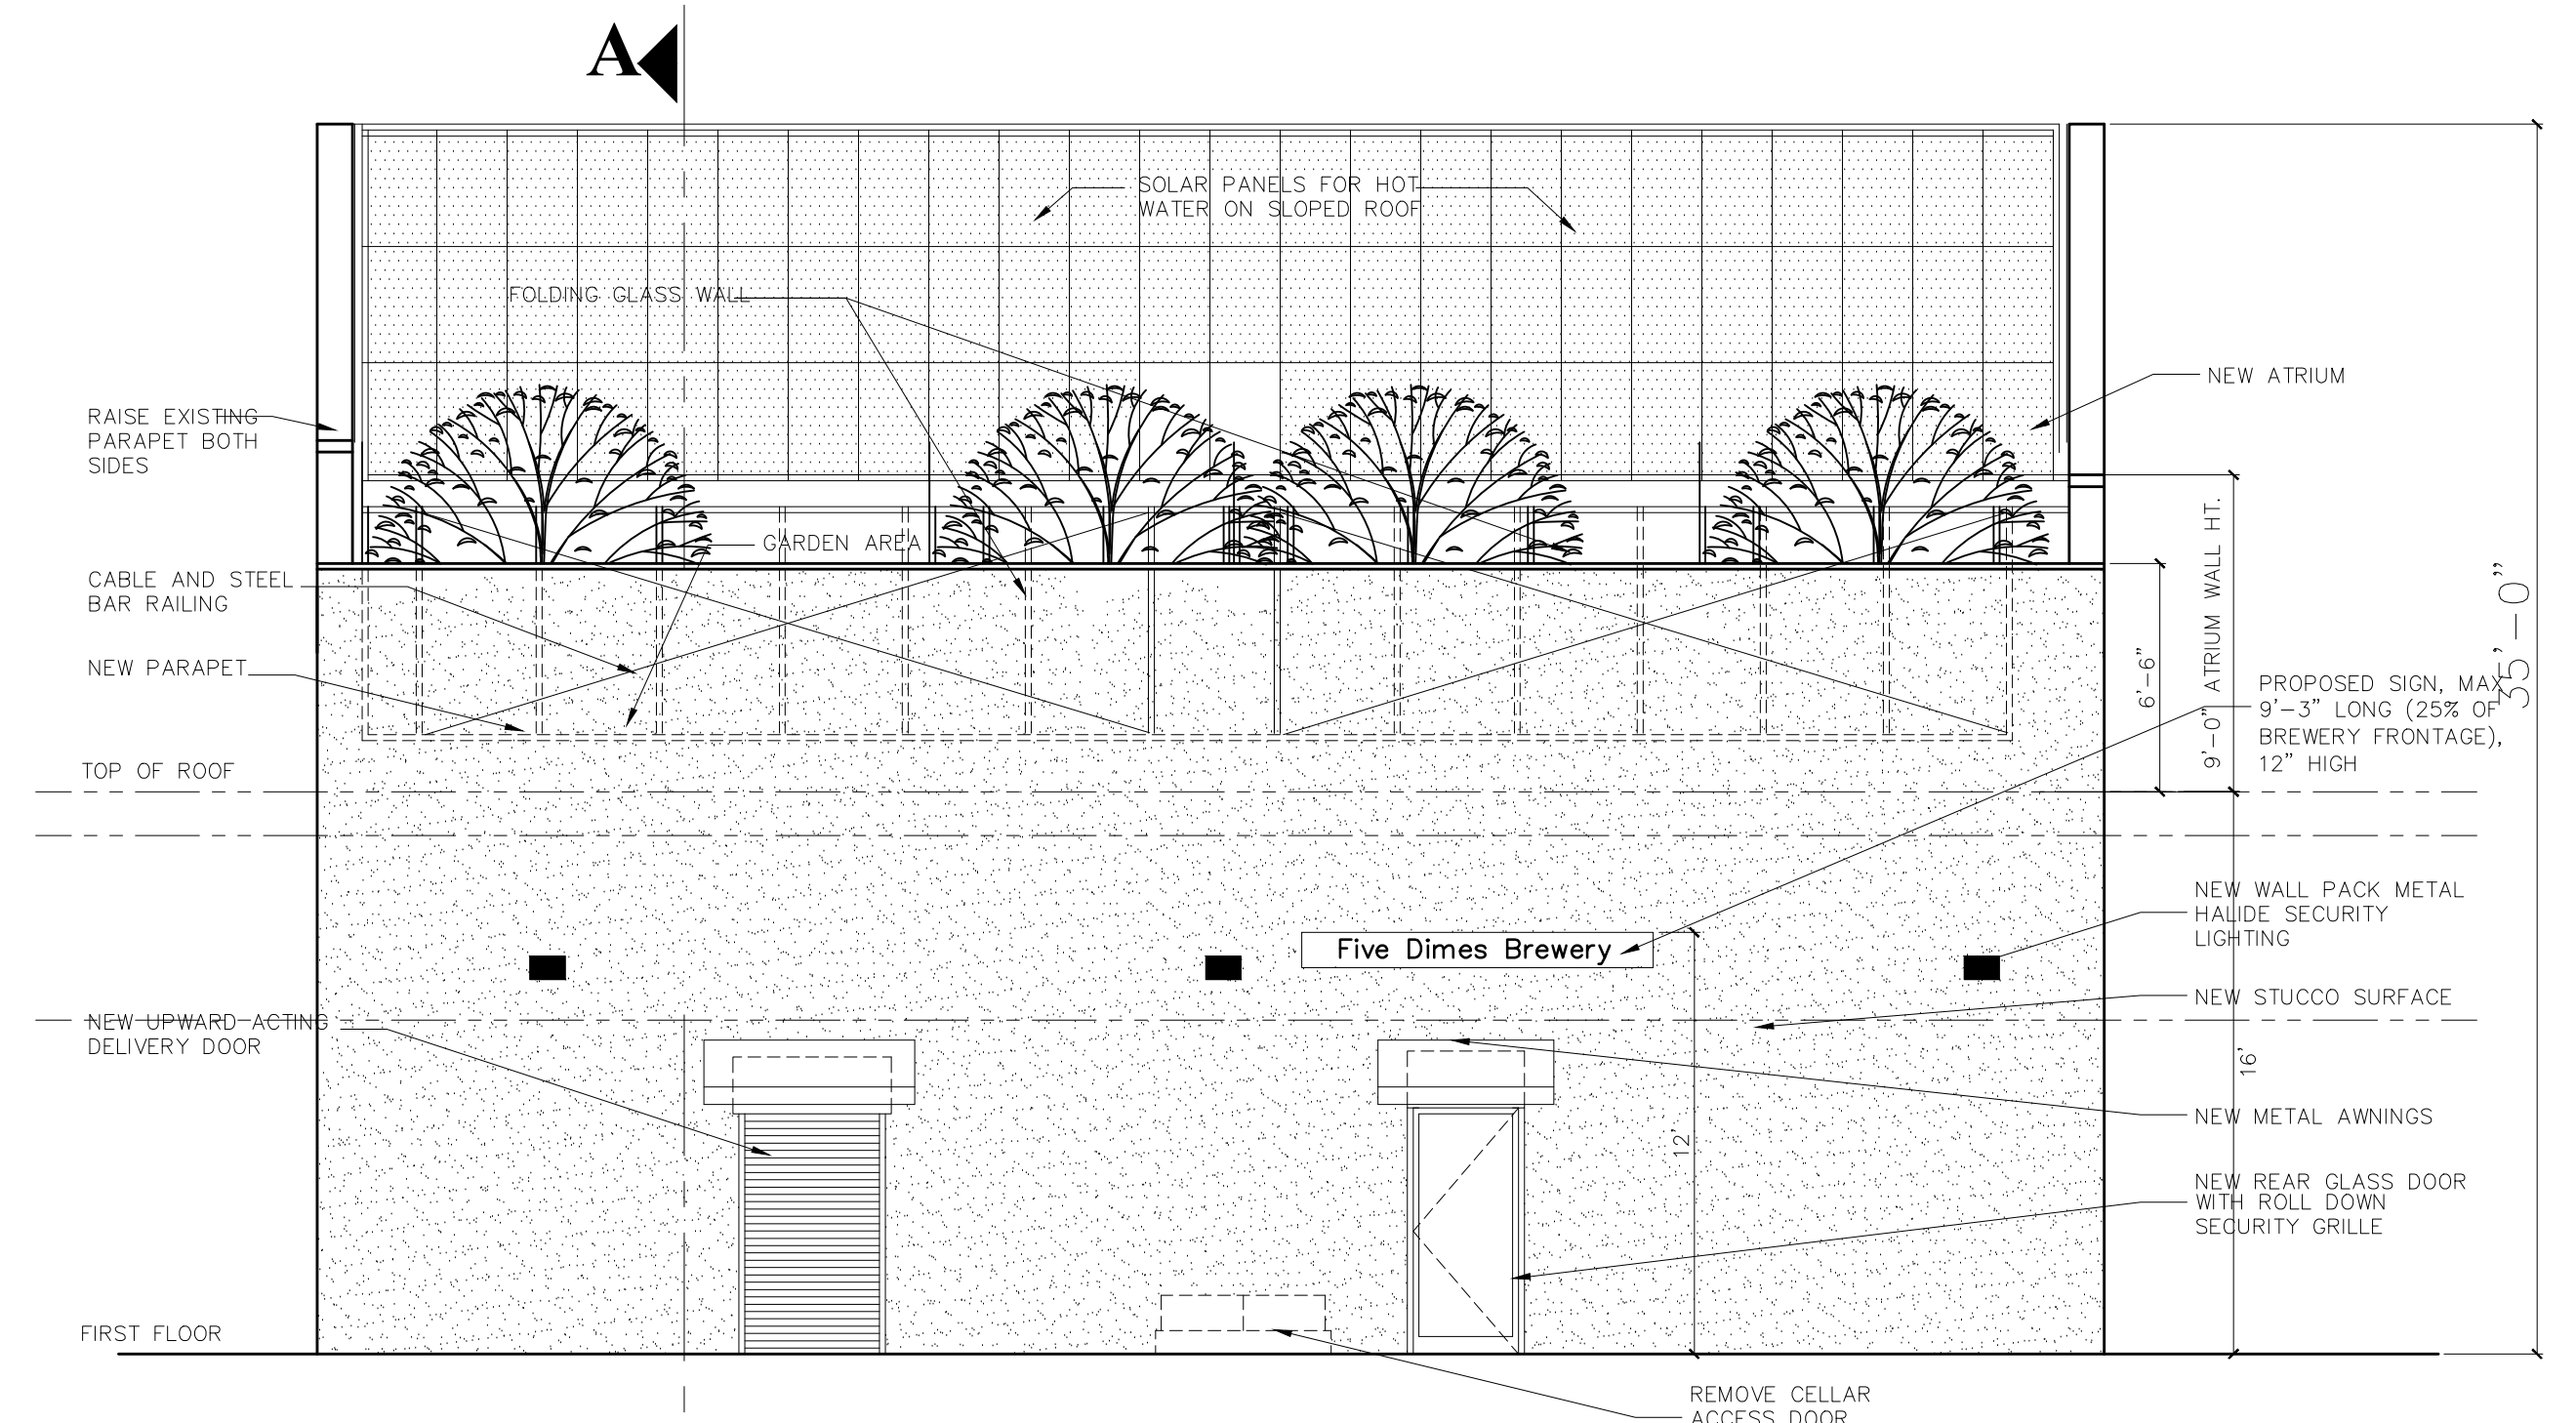 A
SOLAR PANELS FOR HOT
WATER ON SLOPED ROOF
FOLDING GLASS WALL
NEW ATRIUM
RAISE EXISTING
PARAPET BOTH
SIDES
GARDEN AREA
CABLE AND STEEL
BAR RAILING
NEW PARAPET
TOP OF ROOF
6'-6"
9'-0" ATRIUM WALL HT.
35'-0"
PROPOSED SIGN, MAX
9'-3" LONG (25% OF
BREWERY FRONTAGE),
12" HIGH
NEW WALL PACK METAL
HALIDE SECURITY
LIGHTING
Five Dimes Brewery
NEW STUCCO SURFACE
NEW UPWARD ACTING
DELIVERY DOOR
16'
12'
NEW METAL AWNINGS
NEW REAR GLASS DOOR
WITH ROLL DOWN
SECURITY GRILLE
FIRST FLOOR
REMOVE CELLAR
ACCESS DOOR